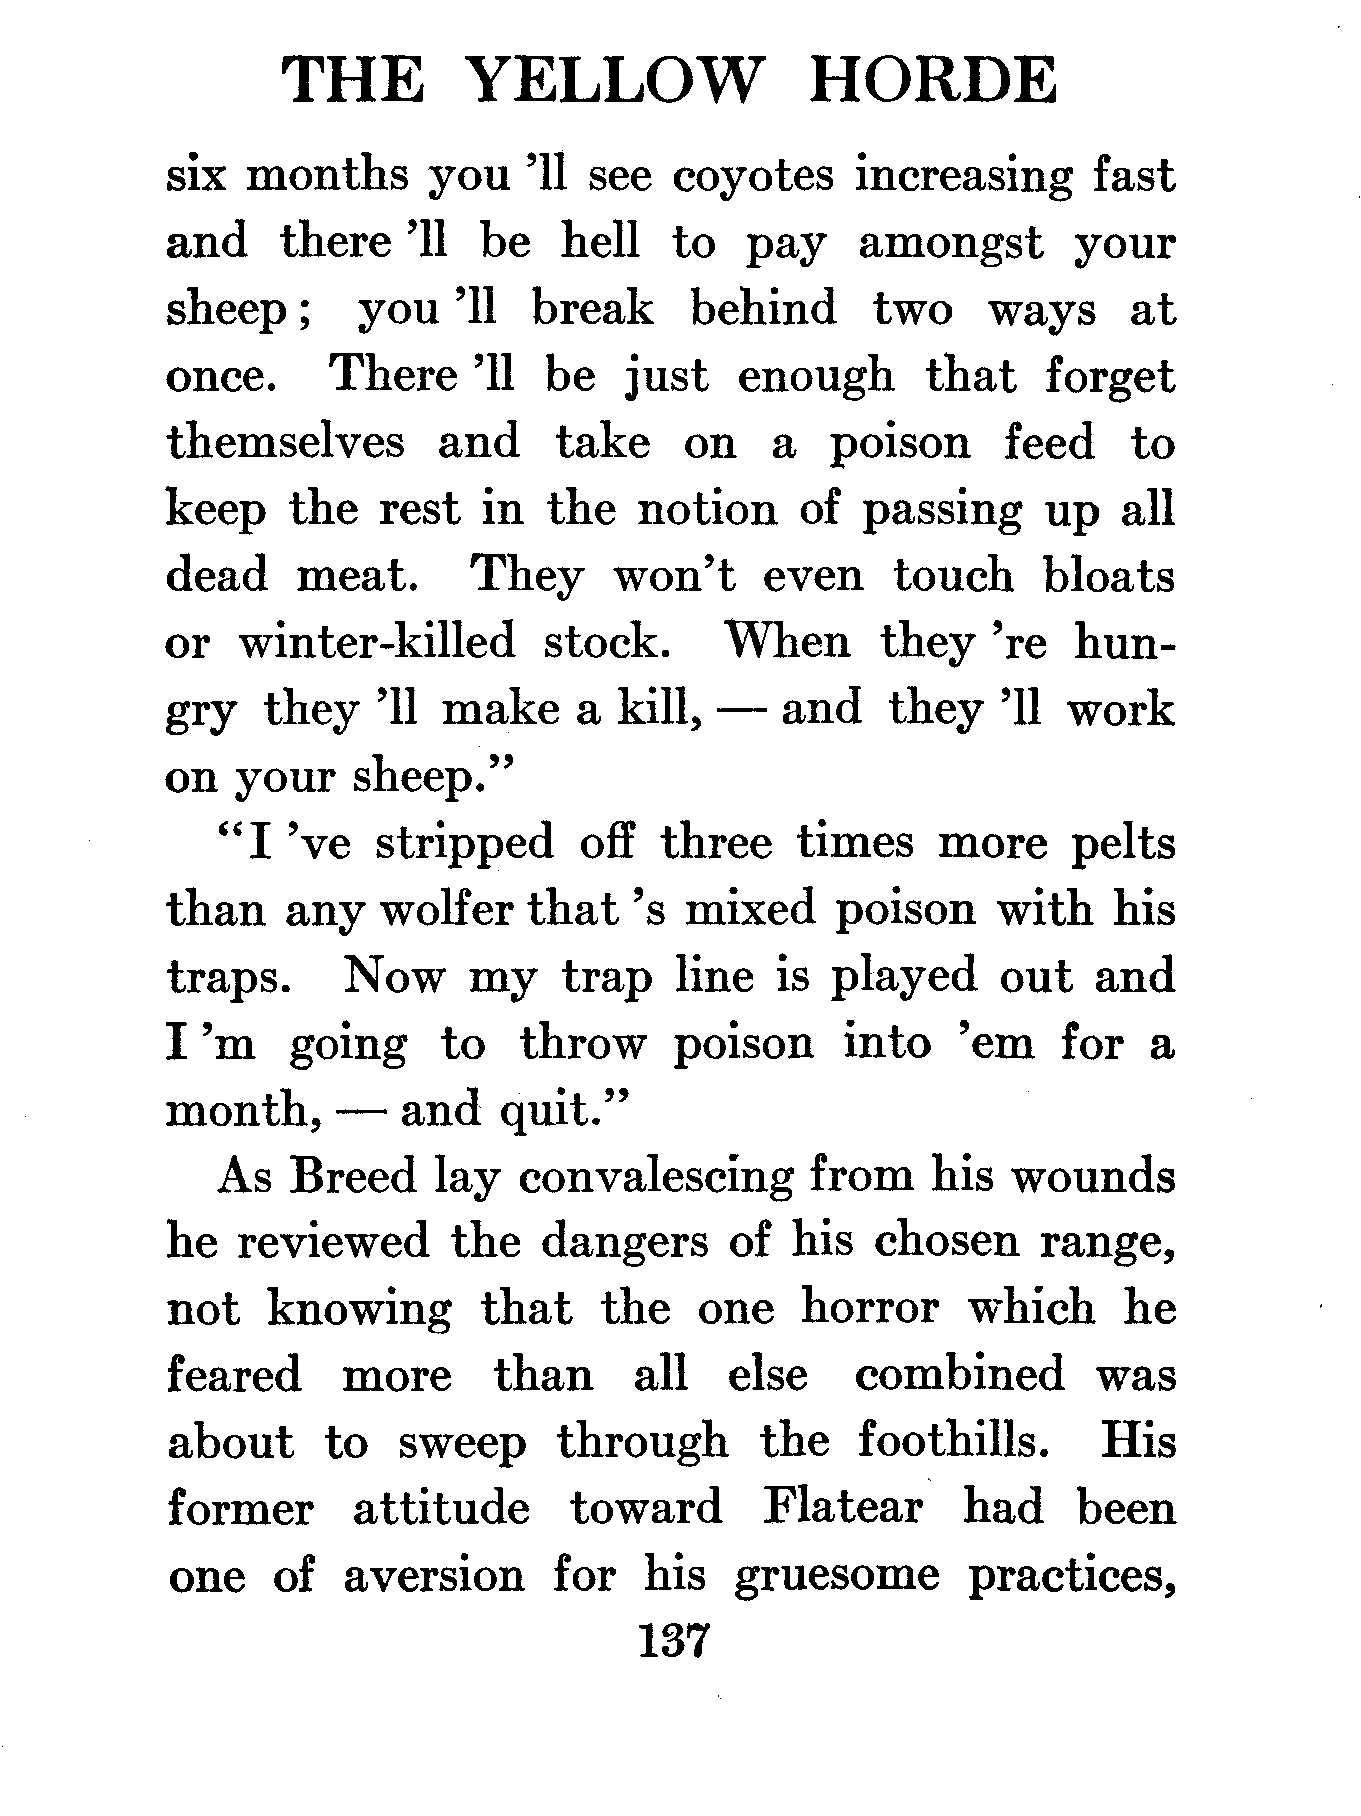 THE YELLOW HORDE
six months you 'll see coyotes increasing fast
and there 'll be hell to pay amongst your
sheep; you 'll break behind two ways at
once. There 'll be just enough that forget
themselves and take on a poison feed to
keep the rest in the notion of passing up all
dead meat. They won't even touch bloats
or winter-killed stock. When they 're hun-
gry they 'll make a kill, — and they 'll work
on your sheep."
"I 've stripped off three times more pelts
than any wolfer that 's mixed poison with his
traps. Now my trap line is played out and
I 'm going to throw poison into 'em for a
month, — and quit."
As Breed lay convalescing from his wounds
he reviewed the dangers of his chosen range,
not knowing that the one horror which he
feared more than all else combined was
about to sweep through the foothills. His
former attitude toward Flatear had been
one of aversion for his gruesome practices,
137